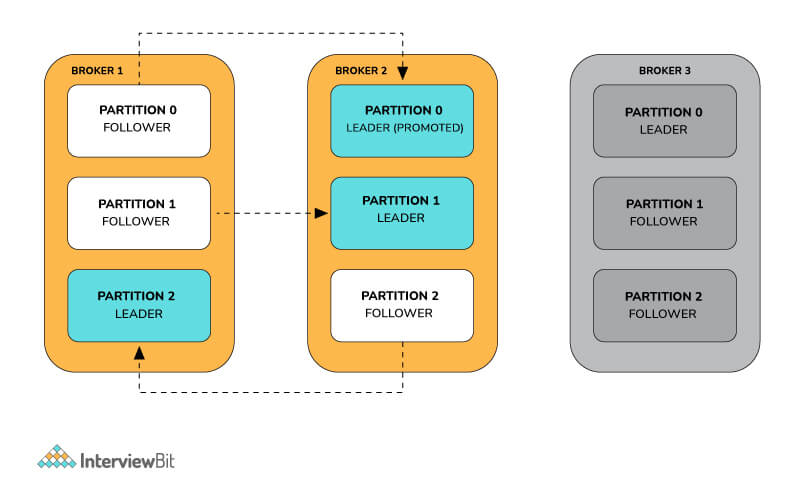 BROKER 1
PARTITION 0
FOLLOWER
PARTITION 1
FOLLOWER
PARTITION 2
LEADER
BROKER 2
PARTITION 0
LEADER (PROMOTED)
PARTITION 1
LEADER
PARTITION 2
FOLLOWER
BROKER 3
PARTITION 0
LEADER
PARTITION 1
FOLLOWER
PARTITION 2
FOLLOWER
InterviewBit